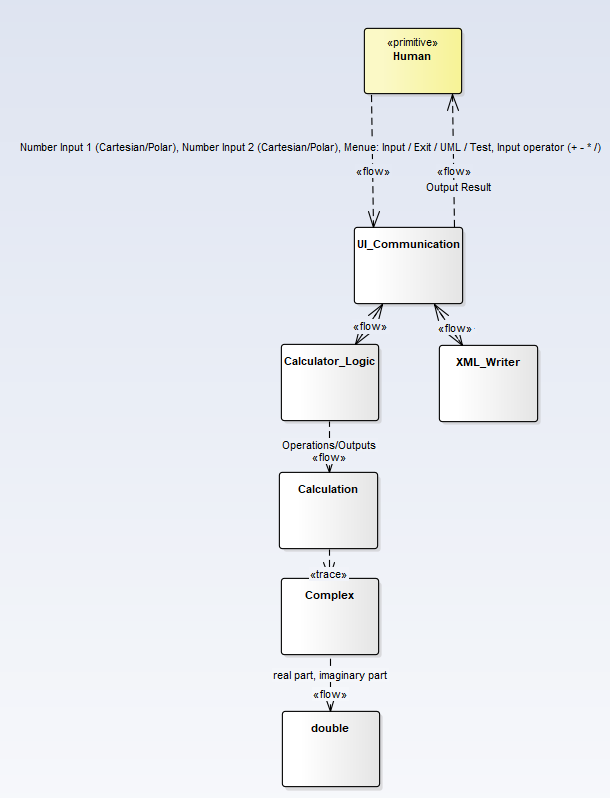 «primitive»
Human
Number Input 1 (Cartesian/Polar), Number Input 2 (Cartesian/Polar), Menue: Input / Exit / UML / Test, Input operator (+ - * /)
«flow»
«flow»
Output Result
UI_Communication
«flow»
«flow»
Calculator_Logic
XML_Writer
Operations/Outputs
«flow»
Calculation
«trace»
Complex
real part, imaginary part
«flow»
double